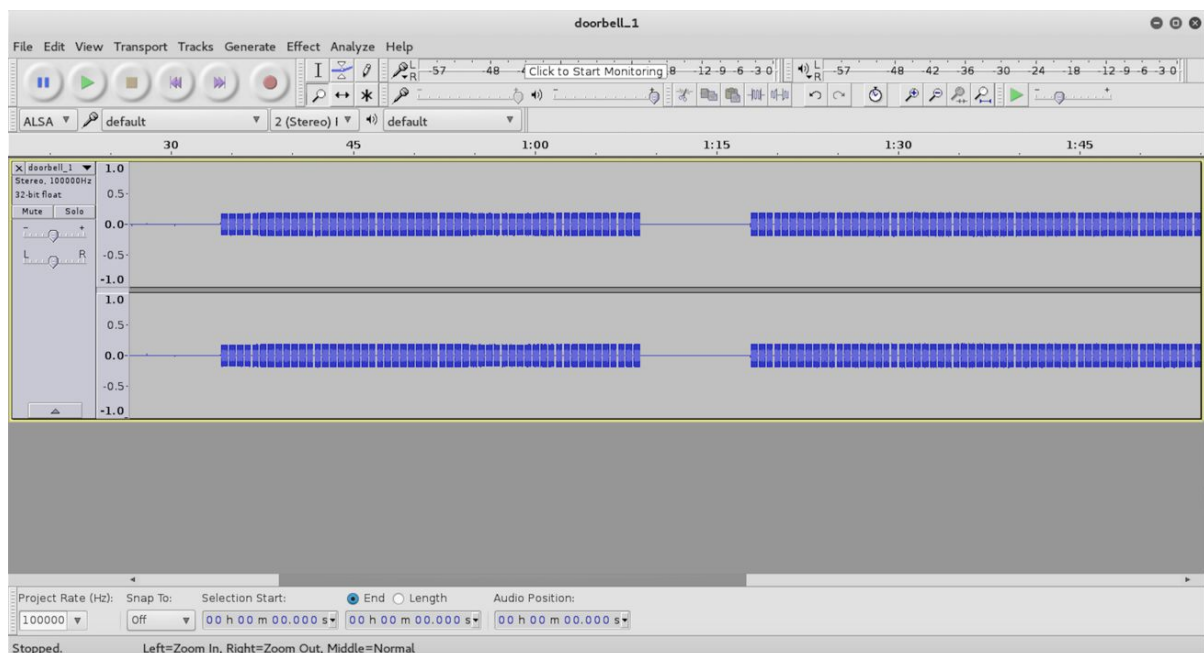 doorbell_1
File Edit View Transport Tracks Generate Effect Analyze Help
L R -57 -48 Click to Start Monitoring 8 -12 -9 -6 -3 0 L R -57 -48 -42 -36 -30 -24 -18 -12 -9 -6 -3 0
- + - + - +
ALSA default 2 (Stereo) default
30 45 1:00 1:15 1:30 1:45
x doorbell_1 1.0
Stereo, 100000Hz
32-bit float 0.5
Mute Solo
- + 0.0
L R -0.5
-1.0
1.0
0.5
0.0
-0.5
-1.0
Project Rate (Hz): Snap To: Selection Start: End Length Audio Position:
100000 Off 00 h 00 m 00.000 s 00 h 00 m 00.000 s 00 h 00 m 00.000 s
Stopped. Left=Zoom In, Right=Zoom Out, Middle=Normal